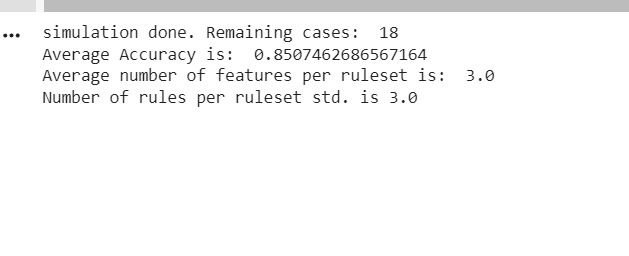 simulation done. Remaining cases:  18
Average Accuracy is:  0.8507462686567164
Average number of features per ruleset is:  3.0
Number of rules per ruleset std. is 3.0